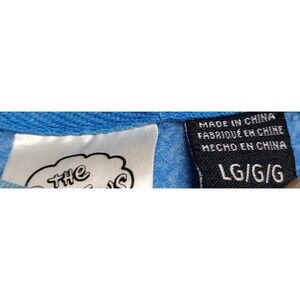 THE
MADE IN CHINA
FABRIQUÉ EN CHINE
HECHO EN CHINA
LG/G/G